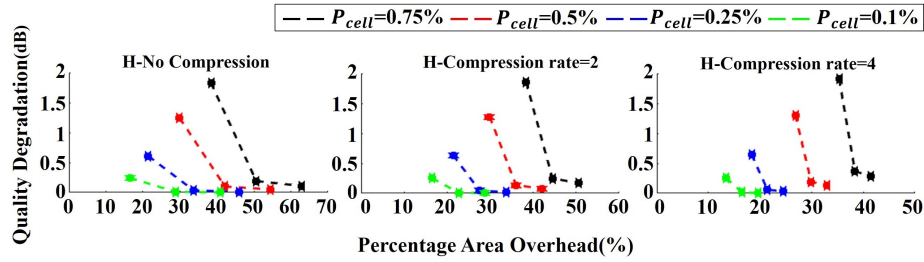 P_cell=0.75% P_cell=0.5% P_cell=0.25% P_cell=0.1%
H-No Compression H-Compression rate=2 H-Compression rate=4
Quality Degradation(dB)
2 2 2
1.5 1.5 1.5
1 1 1
0.5 0.5 0.5
0 0 0
0 10 20 30 40 50 60 70 0 10 20 30 40 50 60 0 10 20 30 40 50
Percentage Area Overhead(%)